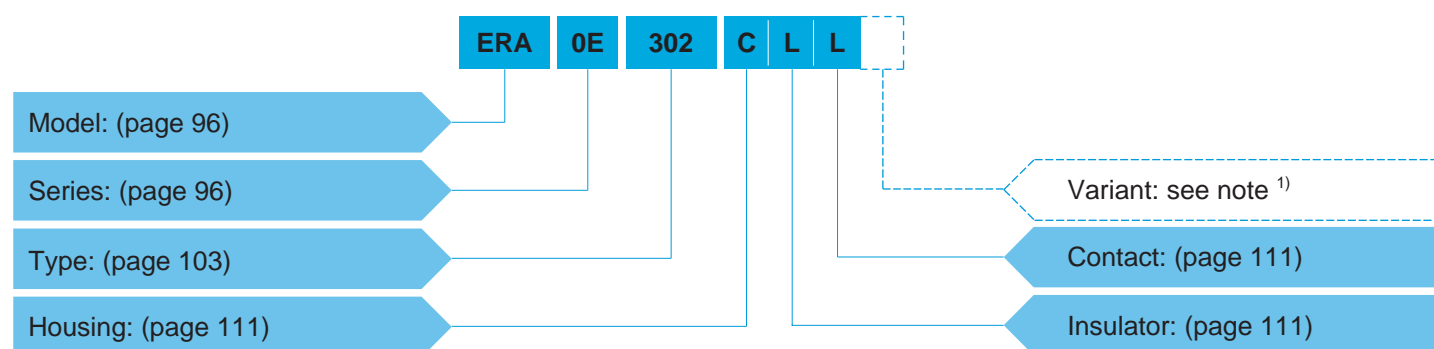 ERA 0E 302 C L L
Model: (page 96)
Series: (page 96)
Variant: see note 1)
Type: (page 103)
Contact: (page 111)
Housing: (page 111)
Insulator: (page 111)